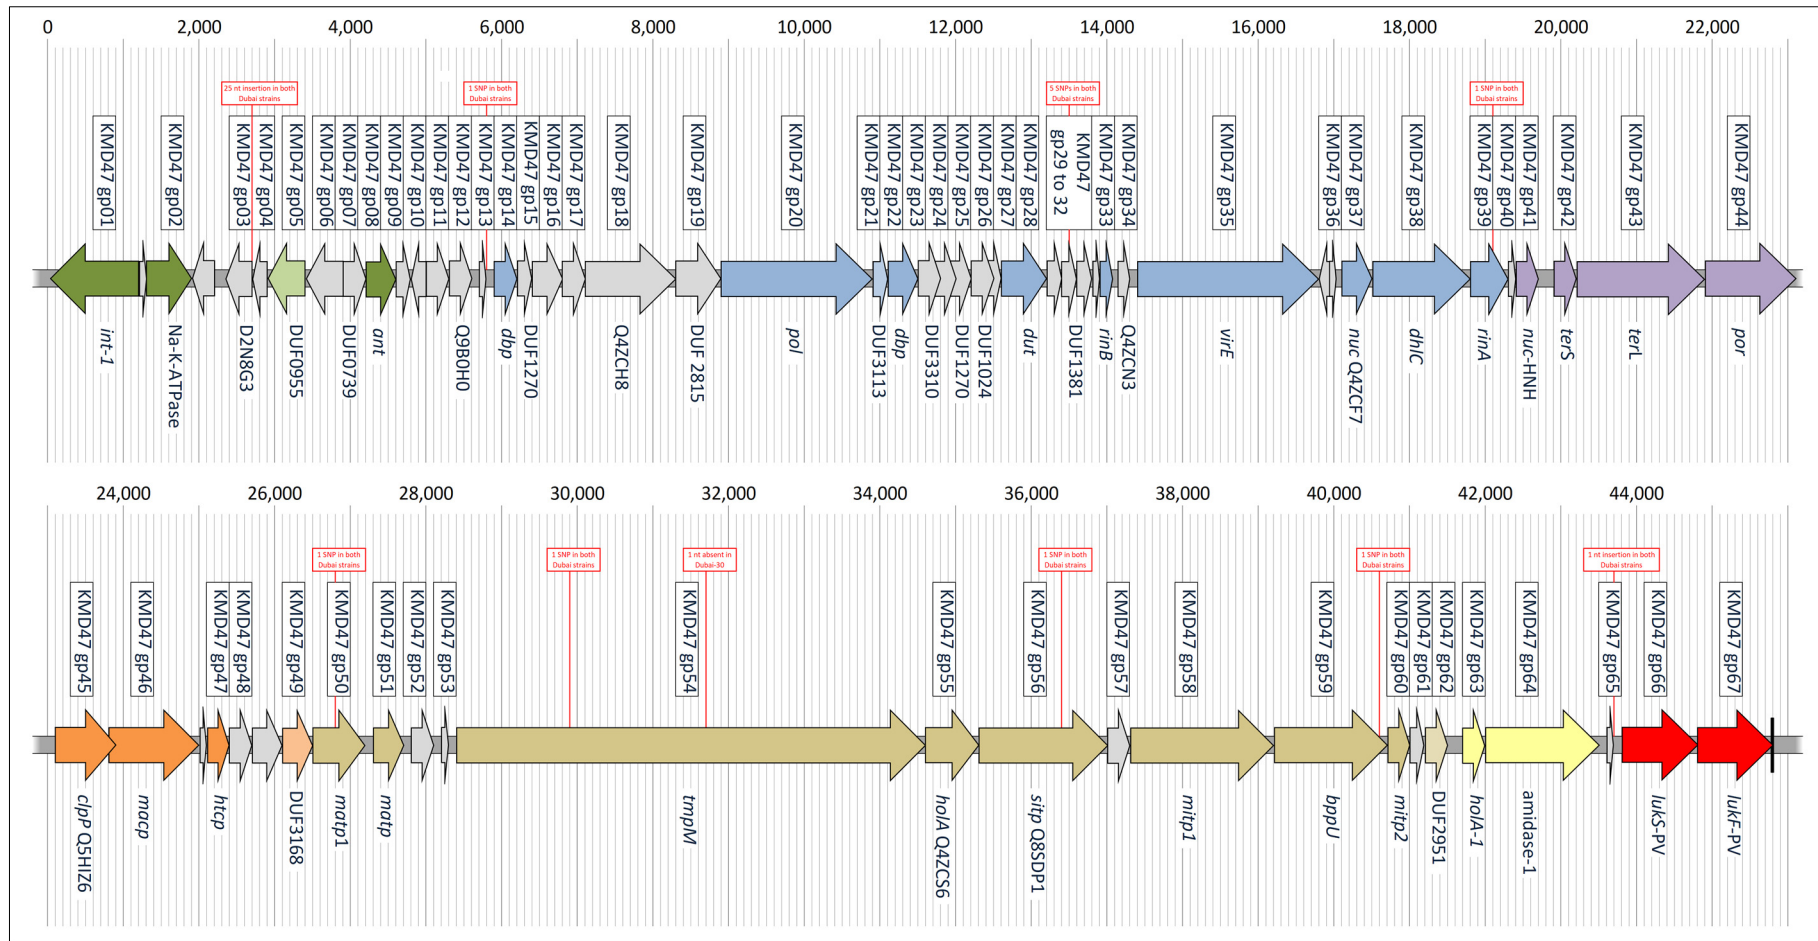 0 2,000 4,000 6,000 8,000 10,000 12,000 14,000 16,000 18,000 20,000 22,000
25 nt insertion in both
Dubai strains
1 SNP in both
Dubai strains
5 SNPs in both
Dubai strains
1 SNP in both
Dubai strains
KMD47 gp01
KMD47 gp02
KMD47 gp03
KMD47 gp04
KMD47 gp05
KMD47 gp06
KMD47 gp07
KMD47 gp08
KMD47 gp09
KMD47 gp10
KMD47 gp11
KMD47 gp12
KMD47 gp13
KMD47 gp14
KMD47 gp15
KMD47 gp16
KMD47 gp17
KMD47 gp18
KMD47 gp19
KMD47 gp20
KMD47 gp21
KMD47 gp22
KMD47 gp23
KMD47 gp24
KMD47 gp25
KMD47 gp26
KMD47 gp27
KMD47 gp28
KMD47
gp29 to 32
KMD47 gp33
KMD47 gp34
KMD47 gp35
KMD47 gp36
KMD47 gp37
KMD47 gp38
KMD47 gp39
KMD47 gp40
KMD47 gp41
KMD47 gp42
KMD47 gp43
KMD47 gp44
int-1
Na-K-ATPase
D2N8G3
DUF0955
DUF0739
ant
Q9B0H0
dbp
DUF1270
Q4ZCH8
DUF 2815
pol
DUF3113
dbp
DUF3310
DUF1270
DUF1024
dut
DUF1381
rinB
Q4ZCN3
virE
nuc Q4ZCF7
dhlC
rinA
nuc-HNH
terS
terL
por
24,000 26,000 28,000 30,000 32,000 34,000 36,000 38,000 40,000 42,000 44,000
1 SNP in both
Dubai strains
1 SNP in both
Dubai strains
1 nt absent in
Dubai-30
1 SNP in both
Dubai strains
1 SNP in both
Dubai strains
1 nt insertion in both
Dubai strains
KMD47 gp45
KMD47 gp46
KMD47 gp47
KMD47 gp48
KMD47 gp49
KMD47 gp50
KMD47 gp51
KMD47 gp52
KMD47 gp53
KMD47 gp54
KMD47 gp55
KMD47 gp56
KMD47 gp57
KMD47 gp58
KMD47 gp59
KMD47 gp60
KMD47 gp61
KMD47 gp62
KMD47 gp63
KMD47 gp64
KMD47 gp65
KMD47 gp66
KMD47 gp67
clpP Q5HIZ6
macp
htcp
DUF3168
matp1
matp
tmpM
holA Q4ZCS6
sitp Q8SDP1
mitp1
bppU
mitp2
DUF2951
holA-1
amidase-1
lukS-PV
lukF-PV